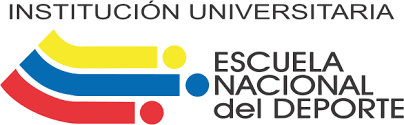 INSTITUCIÓN UNIVERSITARIA
ESCUELA
NACIONAL
del DEPORTE